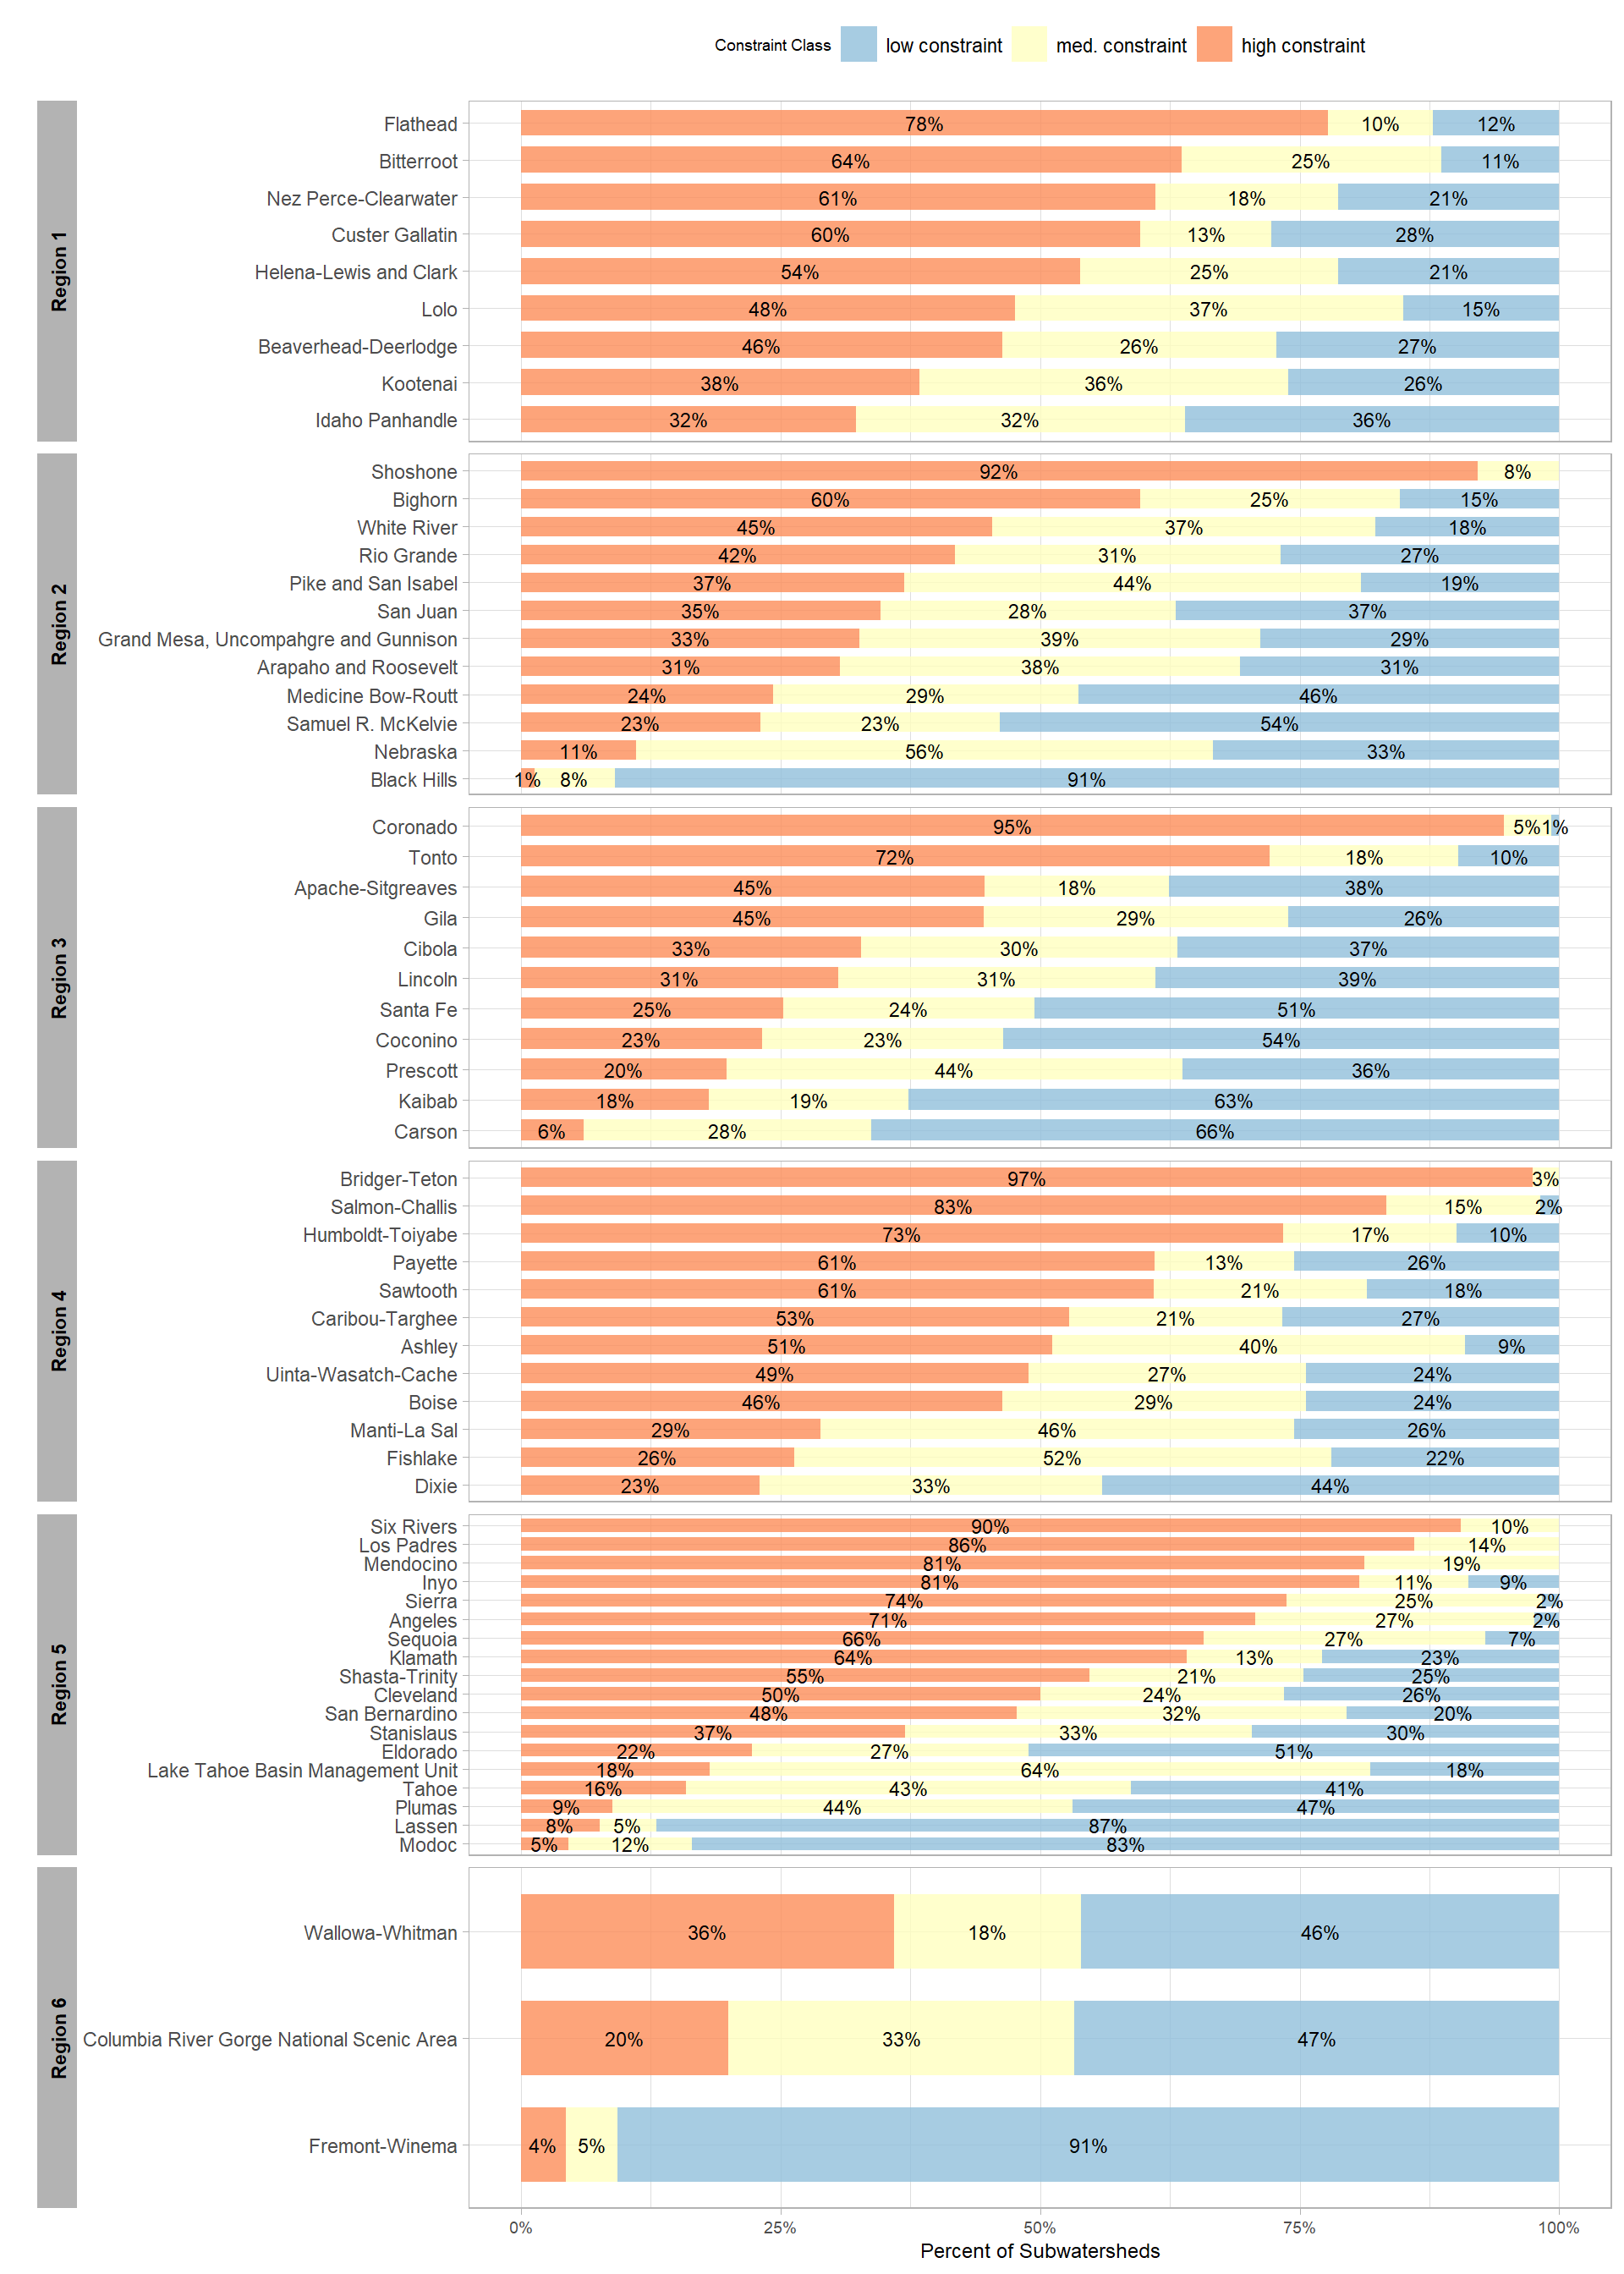 Constraint Class low constraint med. constraint high constraint
Region 1
Flathead 78% 10% 12%
Bitterroot 64% 25% 11%
Nez Perce-Clearwater 61% 18% 21%
Custer Gallatin 60% 13% 28%
Helena-Lewis and Clark 54% 25% 21%
Lolo 48% 37% 15%
Beaverhead-Deerlodge 46% 26% 27%
Kootenai 38% 36% 26%
Idaho Panhandle 32% 32% 36%
Region 2
Shoshone 92% 8%
Bighorn 60% 25% 15%
White River 45% 37% 18%
Rio Grande 42% 31% 27%
Pike and San Isabel 37% 44% 19%
San Juan 35% 28% 37%
Grand Mesa, Uncompahgre and Gunnison 33% 39% 29%
Arapaho and Roosevelt 31% 38% 31%
Medicine Bow-Routt 24% 29% 46%
Samuel R. McKelvie 23% 23% 54%
Nebraska 11% 56% 33%
Black Hills 1% 8% 91%
Region 3
Coronado 95% 5% 1%
Tonto 72% 18% 10%
Apache-Sitgreaves 45% 18% 38%
Gila 45% 29% 26%
Cibola 33% 30% 37%
Lincoln 31% 31% 39%
Santa Fe 25% 24% 51%
Coconino 23% 23% 54%
Prescott 20% 44% 36%
Kaibab 18% 19% 63%
Carson 6% 28% 66%
Region 4
Bridger-Teton 97% 3%
Salmon-Challis 83% 15% 2%
Humboldt-Toiyabe 73% 17% 10%
Payette 61% 13% 26%
Sawtooth 61% 21% 18%
Caribou-Targhee 53% 21% 27%
Ashley 51% 40% 9%
Uinta-Wasatch-Cache 49% 27% 24%
Boise 46% 29% 24%
Manti-La Sal 29% 46% 26%
Fishlake 26% 52% 22%
Dixie 23% 33% 44%
Region 5
Six Rivers 90% 10%
Los Padres 86% 14%
Mendocino 81% 19%
Inyo 81% 11% 9%
Sierra 74% 25% 2%
Angeles 71% 27% 2%
Sequoia 66% 27% 7%
Klamath 64% 13% 23%
Shasta-Trinity 55% 21% 25%
Cleveland 50% 24% 26%
San Bernardino 48% 32% 20%
Stanislaus 37% 33% 30%
Eldorado 22% 27% 51%
Lake Tahoe Basin Management Unit 18% 64% 18%
Tahoe 16% 43% 41%
Plumas 9% 44% 47%
Lassen 8% 5% 87%
Modoc 5% 12% 83%
Region 6
Wallowa-Whitman 36% 18% 46%
Columbia River Gorge National Scenic Area 20% 33% 47%
Fremont-Winema 4% 5% 91%
0% 25% 50% 75% 100%
Percent of Subwatersheds